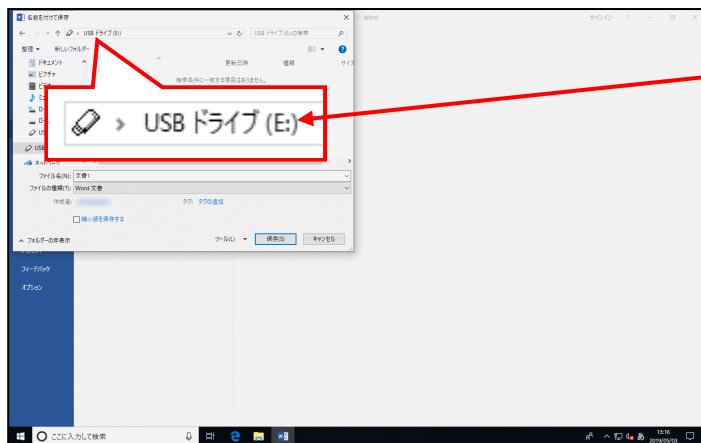 名前を付けて保存
- Word
サインイン ?
USB ドライブ (E:)
USB ドライブ (E:)の検索
整理 新しいフォルダー
更新日時 種類 サイズ
ドキュメント
検索条件に一致する項目はありません。
ピクチャ
USB ドライブ (E:)
ネットワーク
ファイル名(N): 文書1
ファイルの種類(T): Word 文書
作成者:
タグ: タグの追加
縮小版を保存する
フォルダーの非表示
ツール(L) 保存(S) キャンセル
フィードバック
オプション
ここに入力して検索
あ
13:16
2019/05/03